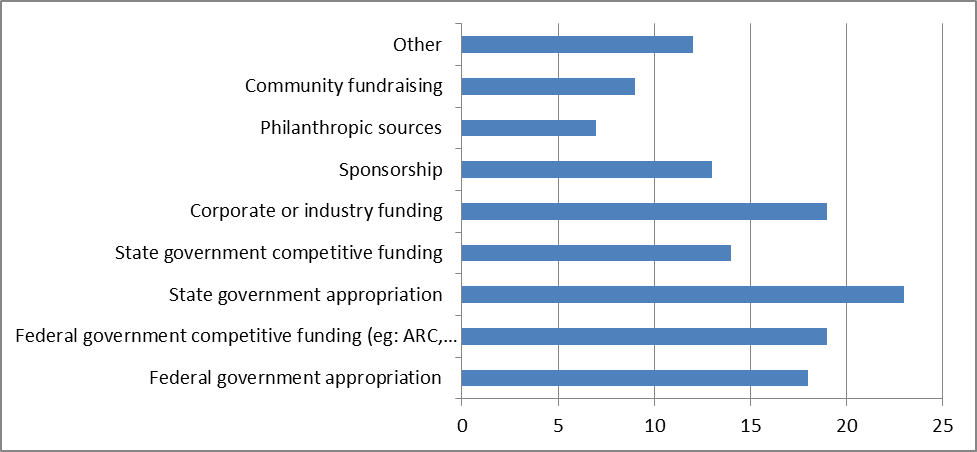 Other
Community fundraising
Philanthropic sources
Sponsorship
Corporate or industry funding
State government competitive funding
State government appropriation
Federal government competitive funding (eg: ARC,...
Federal government appropriation
0 5 10 15 20 25